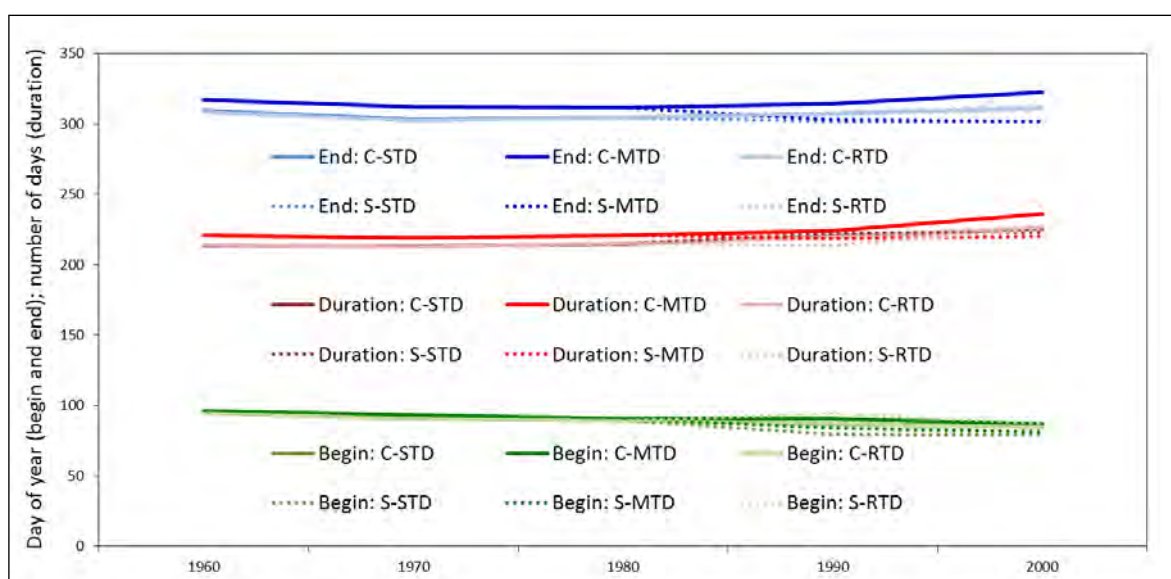 Day of year (begin and end); number of days (duration)
350
300
250
200
150
100
50
0
End: C-STD End: C-MTD End: C-RTD
End: S-STD End: S-MTD End: S-RTD
Duration: C-STD Duration: C-MTD Duration: C-RTD
Duration: S-STD Duration: S-MTD Duration: S-RTD
Begin: C-STD Begin: C-MTD Begin: C-RTD
Begin: S-STD Begin: S-MTD Begin: S-RTD
1960 1970 1980 1990 2000